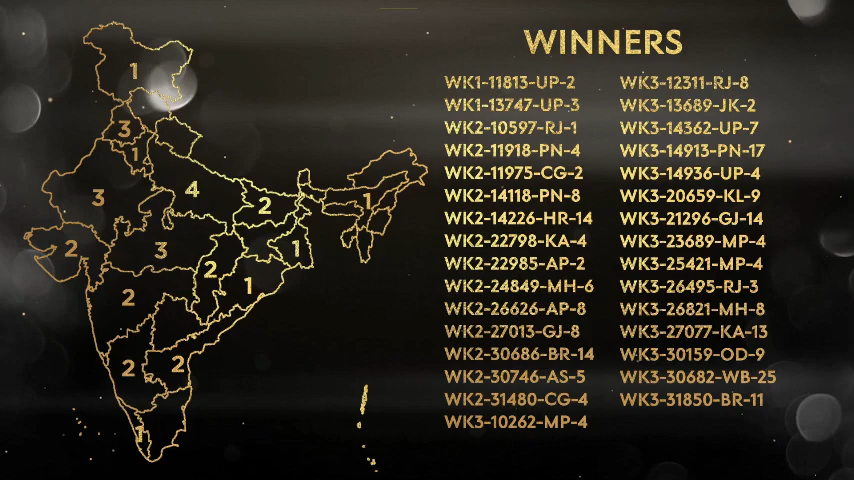 WINNERS
WK1-11813-UP-2
WK1-13747-UP-3
WK2-10597-RJ-1
WK2-11918-PN-4
WK2-11975-CG-2
WK2-14118-PN-8
WK2-14226-HR-14
WK2-22798-KA-4
WK2-22985-AP-2
WK2-24849-MH-6
WK2-26626-AP-8
WK2-27013-GJ-8
WK2-30686-BR-14
WK2-30746-AS-5
WK2-31480-CG-4
WK3-10262-MP-4
WK3-12311-RJ-8
WK3-13689-JK-2
WK3-14362-UP-7
WK3-14913-PN-17
WK3-14936-UP-4
WK3-20659-KL-9
WK3-21296-GJ-14
WK3-23689-MP-4
WK3-25421-MP-4
WK3-26495-RJ-3
WK3-26821-MH-8
WK3-27077-KA-13
WK3-30159-OD-9
WK3-30682-WB-25
WK3-31850-BR-11
1
3
1
3
4
2
1
2
3
1
2
1
2
2
2
1